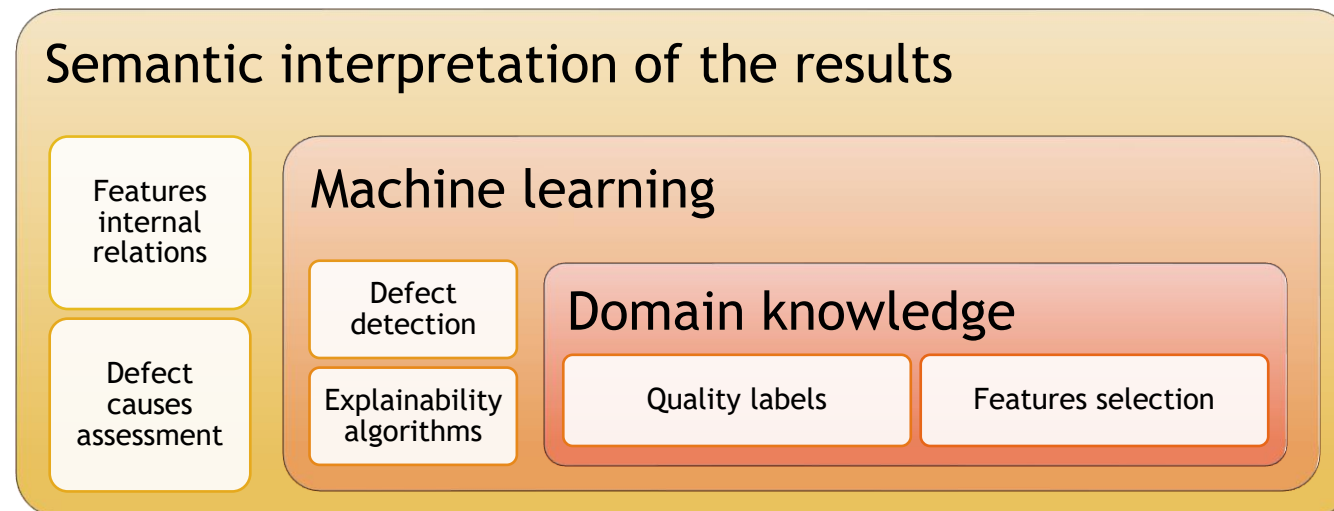 Semantic interpretation of the results
Features
internal
relations
Defect
causes
assessment
Machine learning
Defect
detection
Explainability
algorithms
Domain knowledge
Quality labels
Features selection